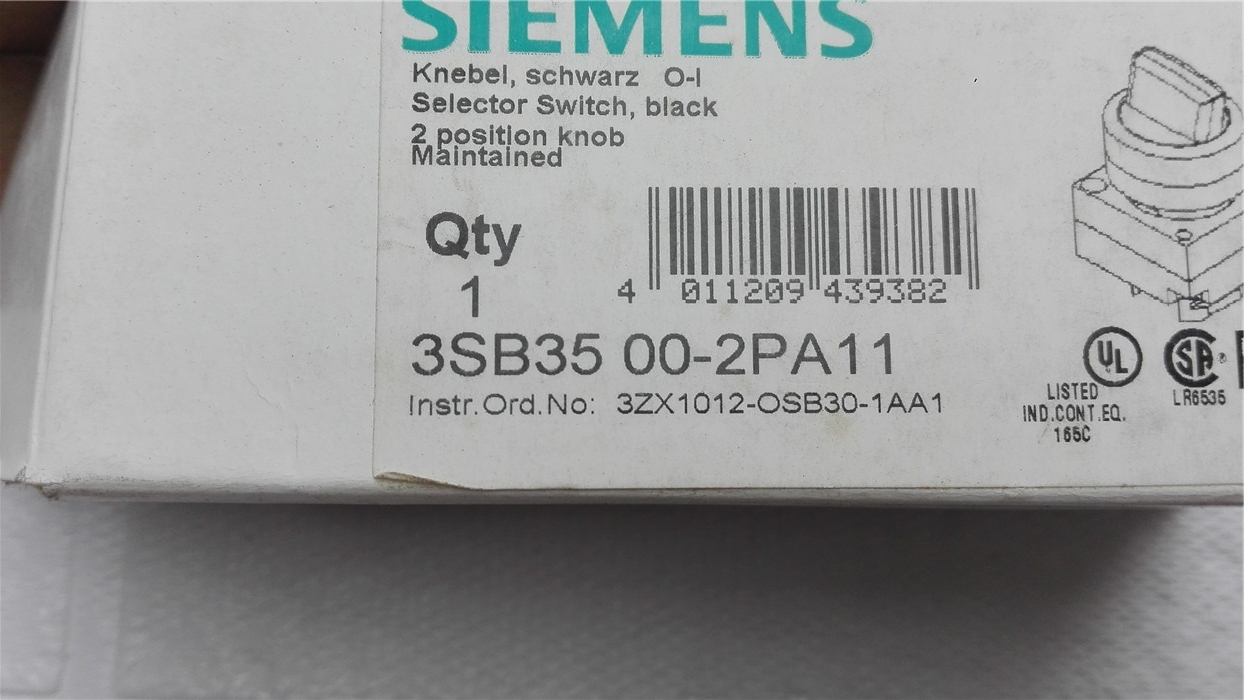 SIEMENS
Knebel, schwarz O-I
Selector Switch, black
2 position knob
Maintained
Qty
1
4 011209 439382
3SB35 00-2PA11
Instr.Ord.No: 3ZX1012-OSB30-1AA1
UL
LISTED
IND.CONT.EQ.
165C
SA ®
LR6535